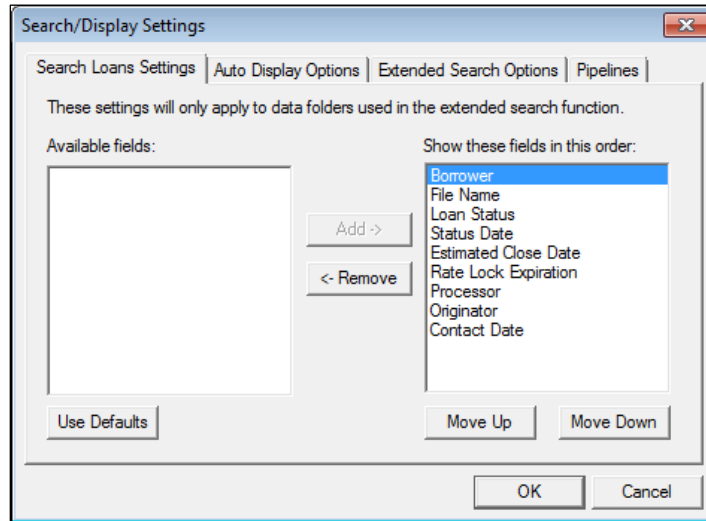 Search/Display Settings
Search Loans Settings
Auto Display Options
Extended Search Options
Pipelines
These settings will only apply to data folders used in the extended search function.
Available fields:
Show these fields in this order:
Borrower
File Name
Loan Status
Status Date
Estimated Close Date
Rate Lock Expiration
Processor
Originator
Contact Date
Add ->
<- Remove
Use Defaults
Move Up
Move Down
OK
Cancel